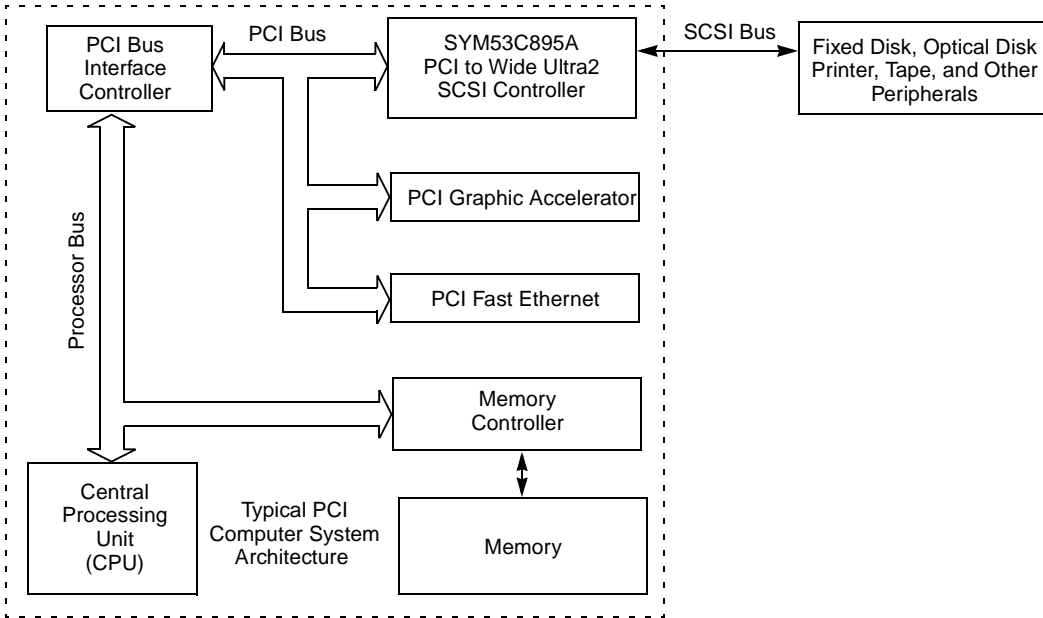 PCI Bus
Interface
Controller
PCI Bus
SYM53C895A
PCI to Wide Ultra2
SCSI Controller
SCSI Bus
Fixed Disk, Optical Disk
Printer, Tape, and Other
Peripherals
PCI Graphic Accelerator
Processor Bus
PCI Fast Ethernet
Memory
Controller
Central
Processing
Unit
(CPU)
Typical PCI
Computer System
Architecture
Memory